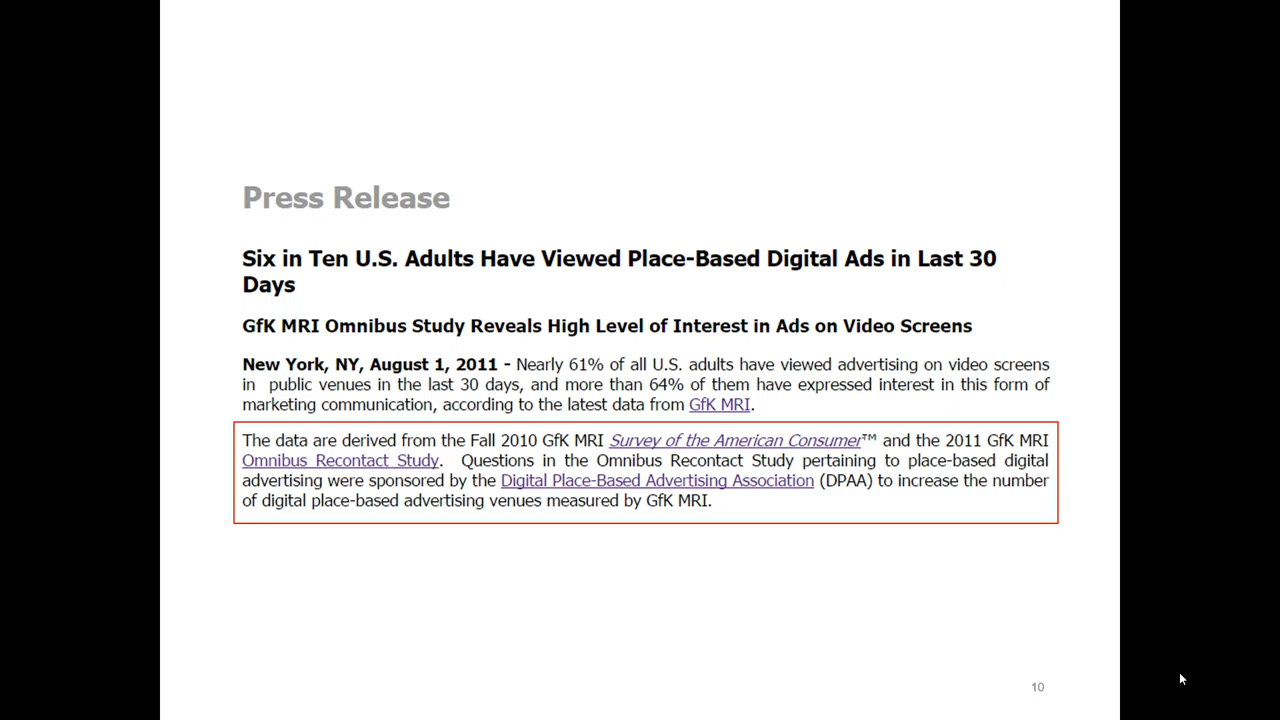 Press Release
Six in Ten U.S. Adults Have Viewed Place-Based Digital Ads in Last 30
Days
GfK MRI Omnibus Study Reveals High Level of Interest in Ads on Video Screens
New York, NY, August 1, 2011 - Nearly 61% of all U.S. adults have viewed advertising on video screens
in public venues in the last 30 days, and more than 64% of them have expressed interest in this form of
marketing communication, according to the latest data from GfK MRI.
The data are derived from the Fall 2010 GfK MRI Survey of the American Consumer™ and the 2011 GfK MRI
Omnibus Recontact Study. Questions in the Omnibus Recontact Study pertaining to place-based digital
advertising were sponsored by the Digital Place-Based Advertising Association (DPAA) to increase the number
of digital place-based advertising venues measured by GfK MRI.
10